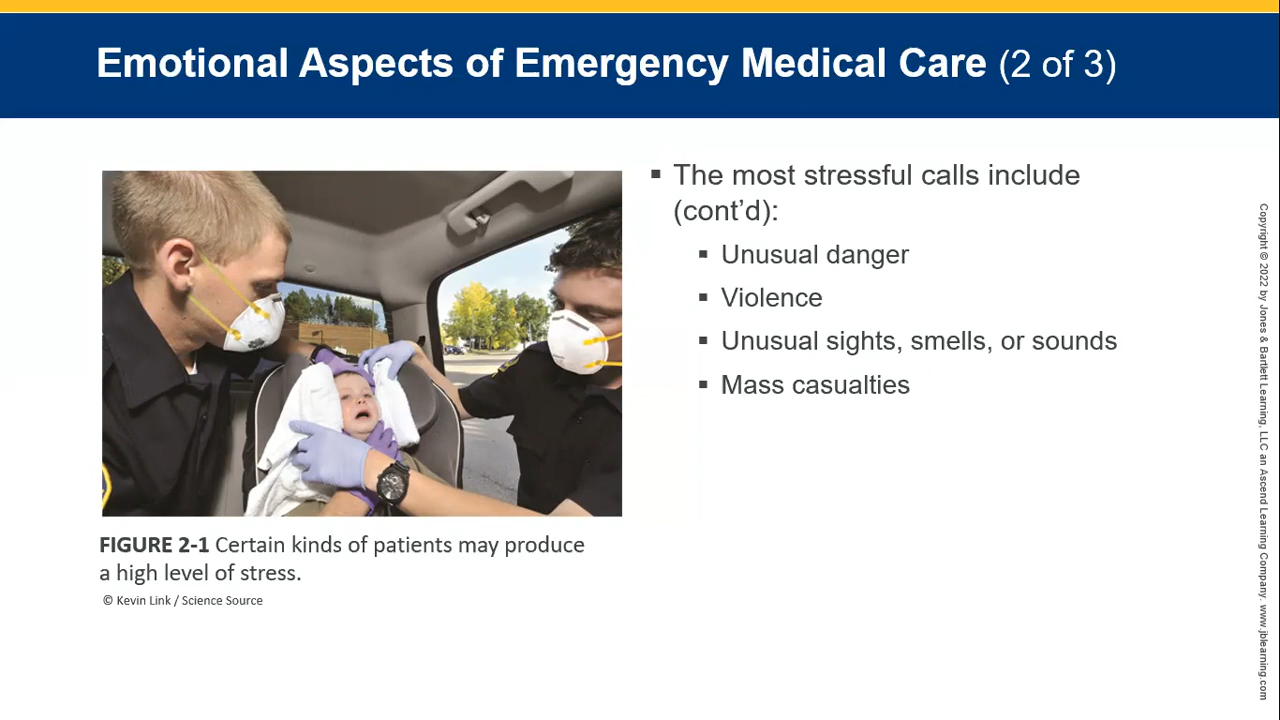 Emotional Aspects of Emergency Medical Care (2 of 3)
▪ The most stressful calls include
(cont’d):
▪ Unusual danger
▪ Violence
▪ Unusual sights, smells, or sounds
▪ Mass casualties
FIGURE 2-1 Certain kinds of patients may produce
a high level of stress.
© Kevin Link / Science Source
Copyright © 2022 by Jones & Bartlett Learning, LLC an Ascend Learning Company. www.jblearning.com